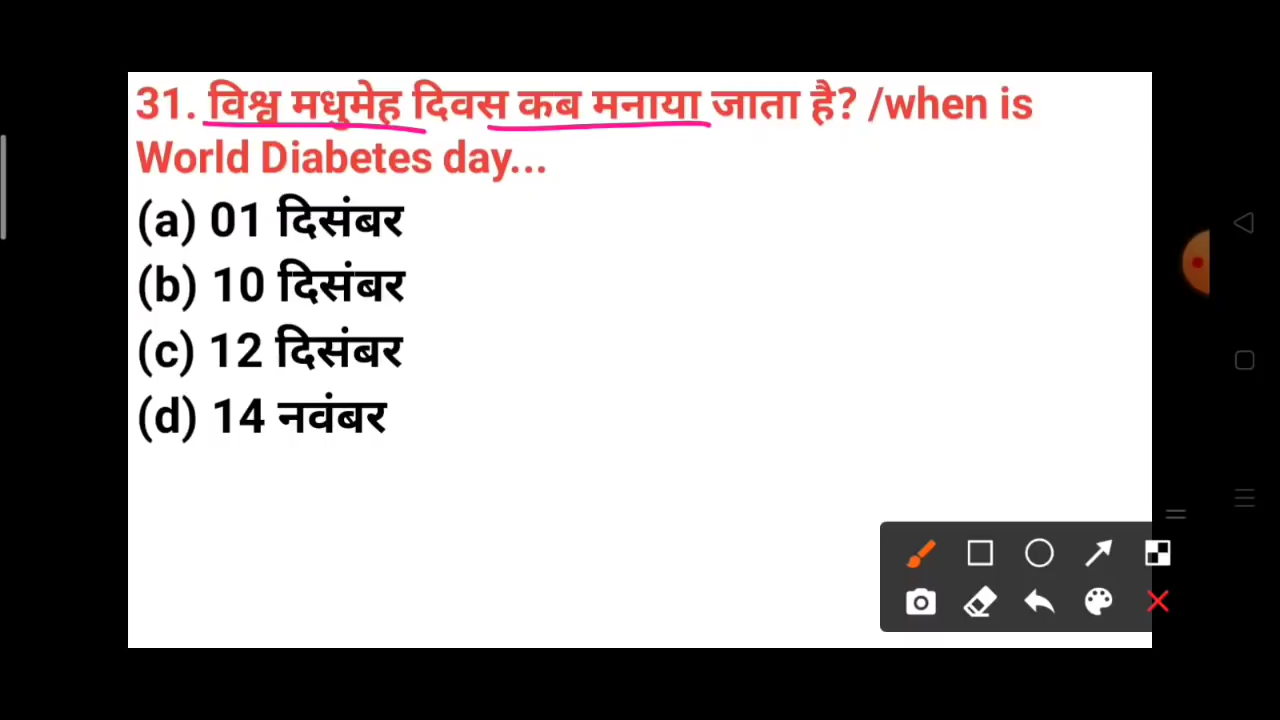 31. विश्व मधुमेह दिवस कब मनाया जाता है? /when is
World Diabetes day...
(a) 01 दिसंबर
(b) 10 दिसंबर
(c) 12 दिसंबर
(d) 14 नवंबर